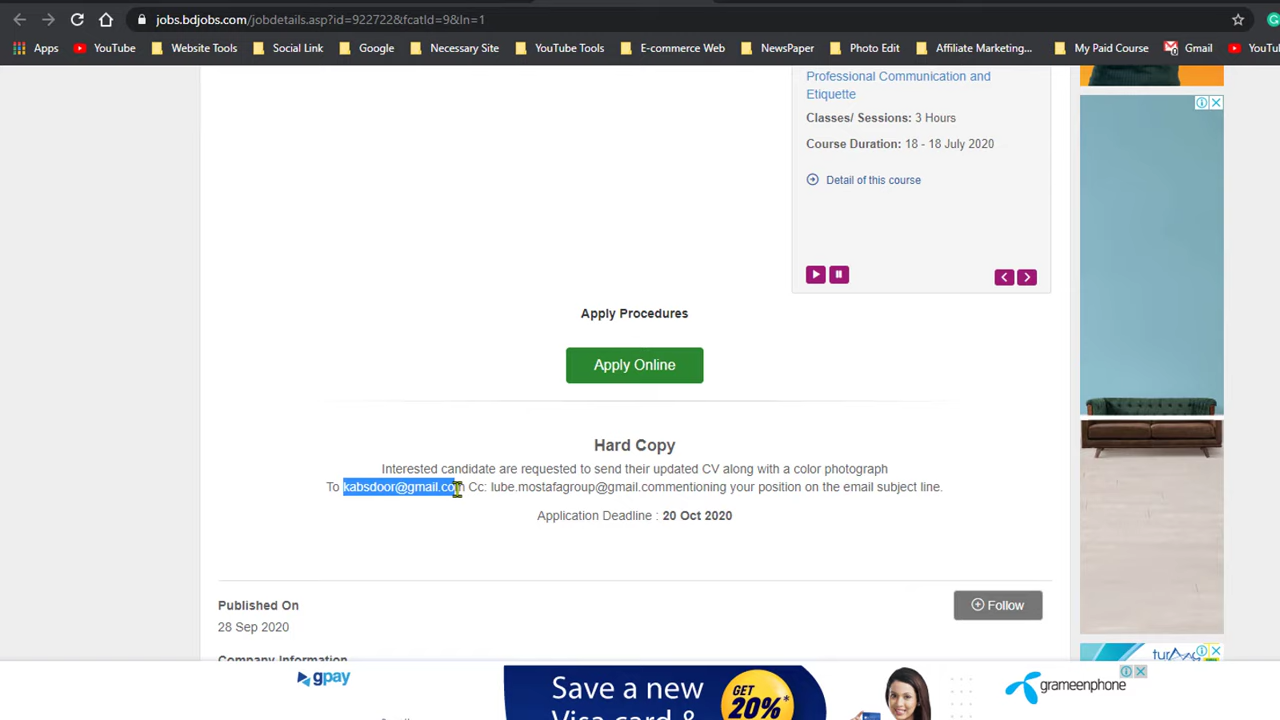 jobs.bdjobs.com/jobdetails.asp?id=922722&fcatId=9&ln=1
Apps YouTube Website Tools Social Link Google Necessary Site YouTube Tools E-commerce Web NewsPaper Photo Edit Affiliate Marketing... My Paid Course Gmail
Professional Communication and
Etiquette
Classes/ Sessions: 3 Hours
Course Duration: 18 - 18 July 2020
Detail of this course
Apply Procedures
Apply Online
Hard Copy
Interested candidate are requested to send their updated CV along with a color photograph
To kabsdoor@gmail.com Cc: lube.mostafagroup@gmail.commentioning your position on the email subject line.
Application Deadline : 20 Oct 2020
Published On
Follow
28 Sep 2020
Company Information
gpay
Save a new
Visa card &
GET
20%*
grameenphone